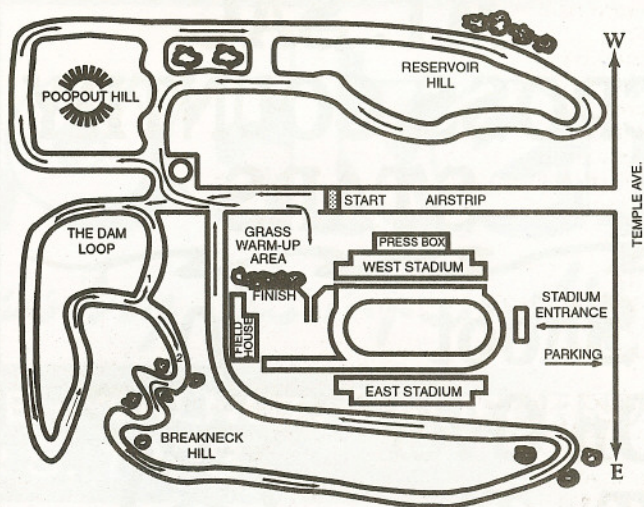 W
RESERVOIR
HILL
POOPOUT HILL
TEMPLE AVE.
START
AIRSTRIP
THE DAM
LOOP
GRASS
WARM-UP
AREA
FINISH
PRESS BOX
WEST STADIUM
STADIUM
ENTRANCE
1
FIELD
HOUSE
PARKING
2
EAST STADIUM
BREAKNECK
HILL
E